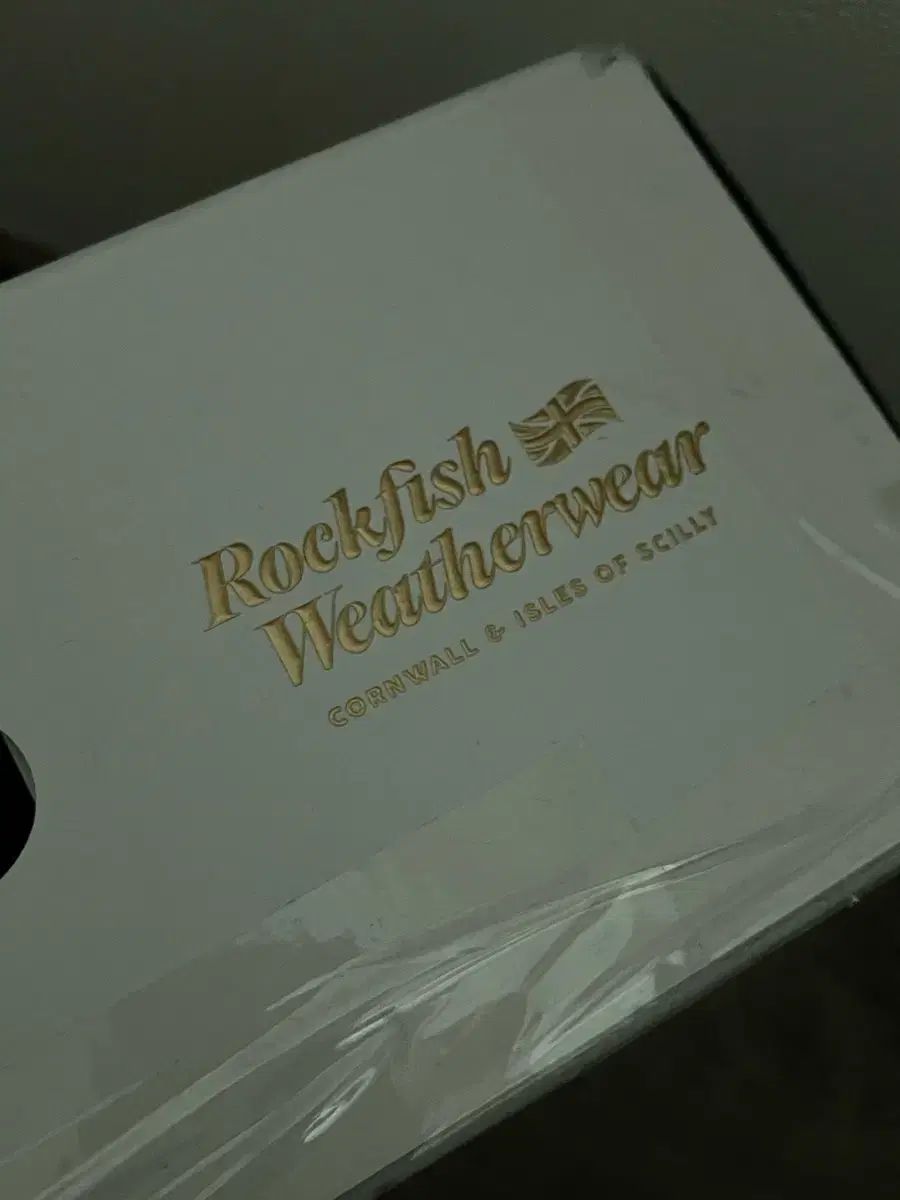 Rockfish
Weatherwear
CORNWALL & ISLES OF SCILLY